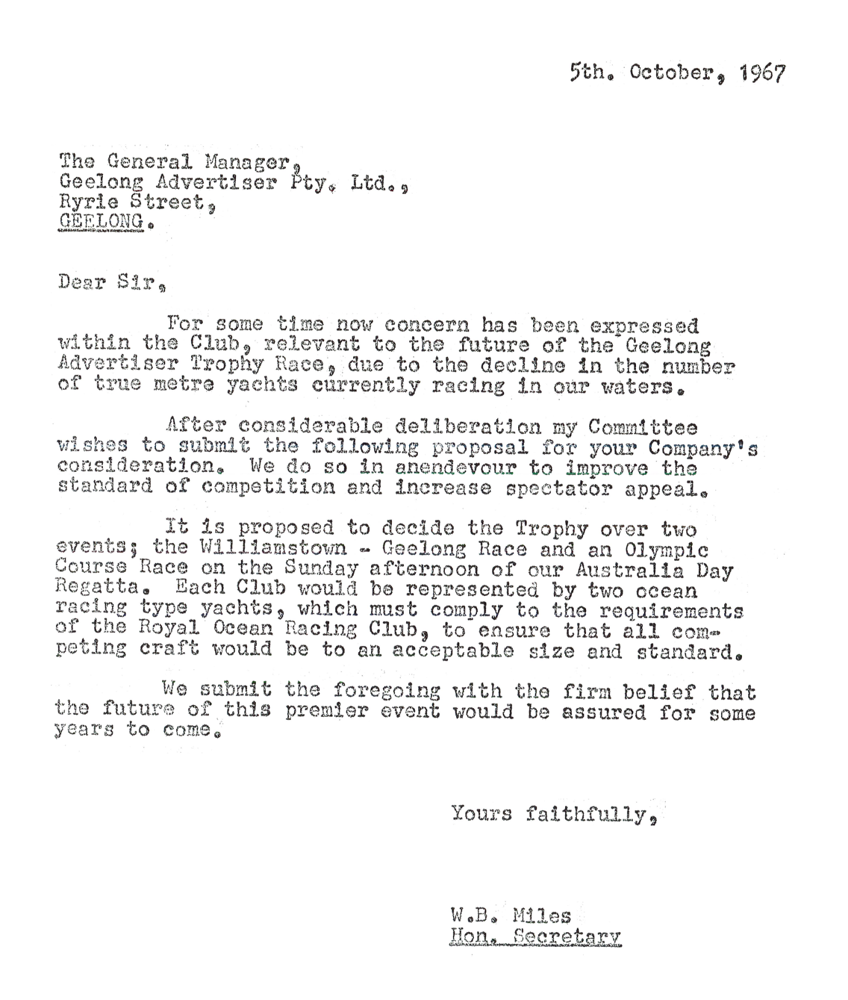 5th. October, 1967
The General Manager,
Geelong Advertiser Pty. Ltd.,
Ryrie Street,
GEELONG.
Dear Sir,
For some time now concern has been expressed
within the Club, relevant to the future of the Geelong
Advertiser Trophy Race, due to the decline in the number
of true metre yachts currently racing in our waters.
After considerable deliberation my Committee
wishes to submit the following proposal for your Company's
consideration. We do so in anendevour to improve the
standard of competition and increase spectator appeal.
It is proposed to decide the Trophy over two
events; the Williamstown - Geelong Race and an Olympic
Course Race on the Sunday afternoon of our Australia Day
Regatta. Each Club would be represented by two ocean
racing type yachts, which must comply to the requirements
of the Royal Ocean Racing Club, to ensure that all com-
peting craft would be to an acceptable size and standard.
We submit the foregoing with the firm belief that
the future of this premier event would be assured for some
years to come.
Yours faithfully,
W.B. Miles
Hon. Secretary